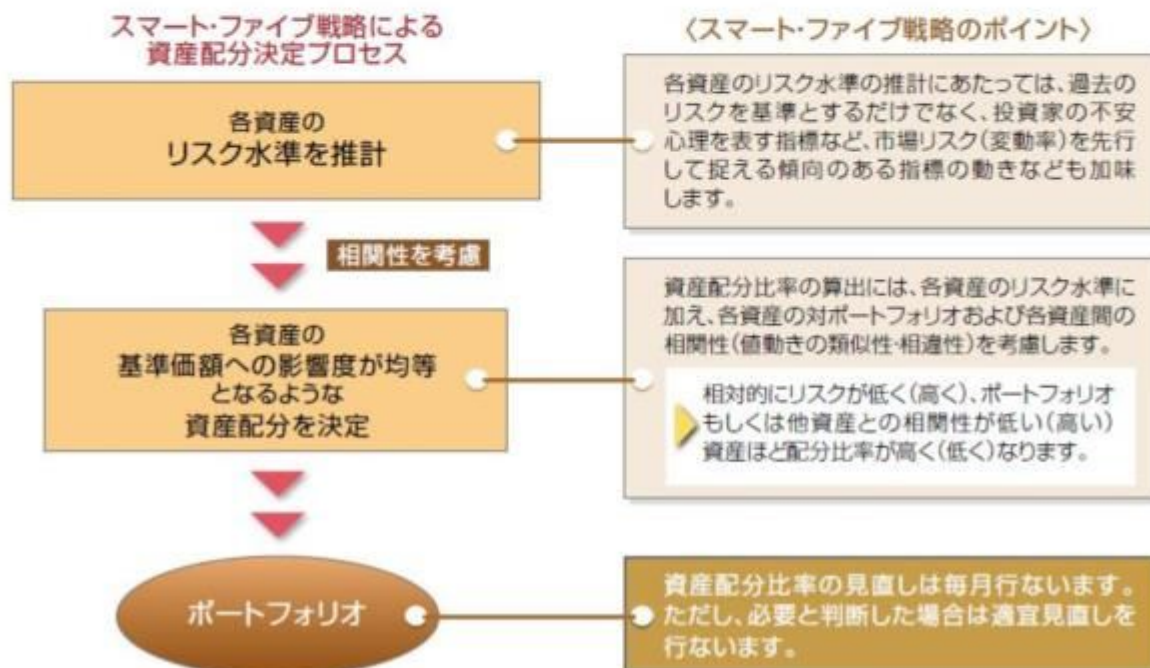 スマート・ファイブ戦略による
資産配分決定プロセス
各資産の
リスク水準を推計
相関性を考慮
各資産の
基準価額への影響度が均等
となるような
資産配分を決定
ポートフォリオ
〈スマート・ファイブ戦略のポイント〉
各資産のリスク水準の推計にあたっては、過去の
リスクを基準とするだけでなく、投資家の不安
心理を表す指標など、市場リスク(変動率)を先行
して捉える傾向のある指標の動きなども加味
します。
資産配分比率の算出には、各資産のリスク水準に
加え、各資産の対ポートフォリオおよび各資産間の
相関性(値動きの類似性・相違性)を考慮します。
相対的にリスクが低く(高く)、ポートフォリオ
もしくは他資産との相関性が低い(高い)
資産ほど配分比率が高く(低く)なります。
資産配分比率の見直しは毎月行ないます。
ただし、必要と判断した場合は適宜見直しを
行ないます。